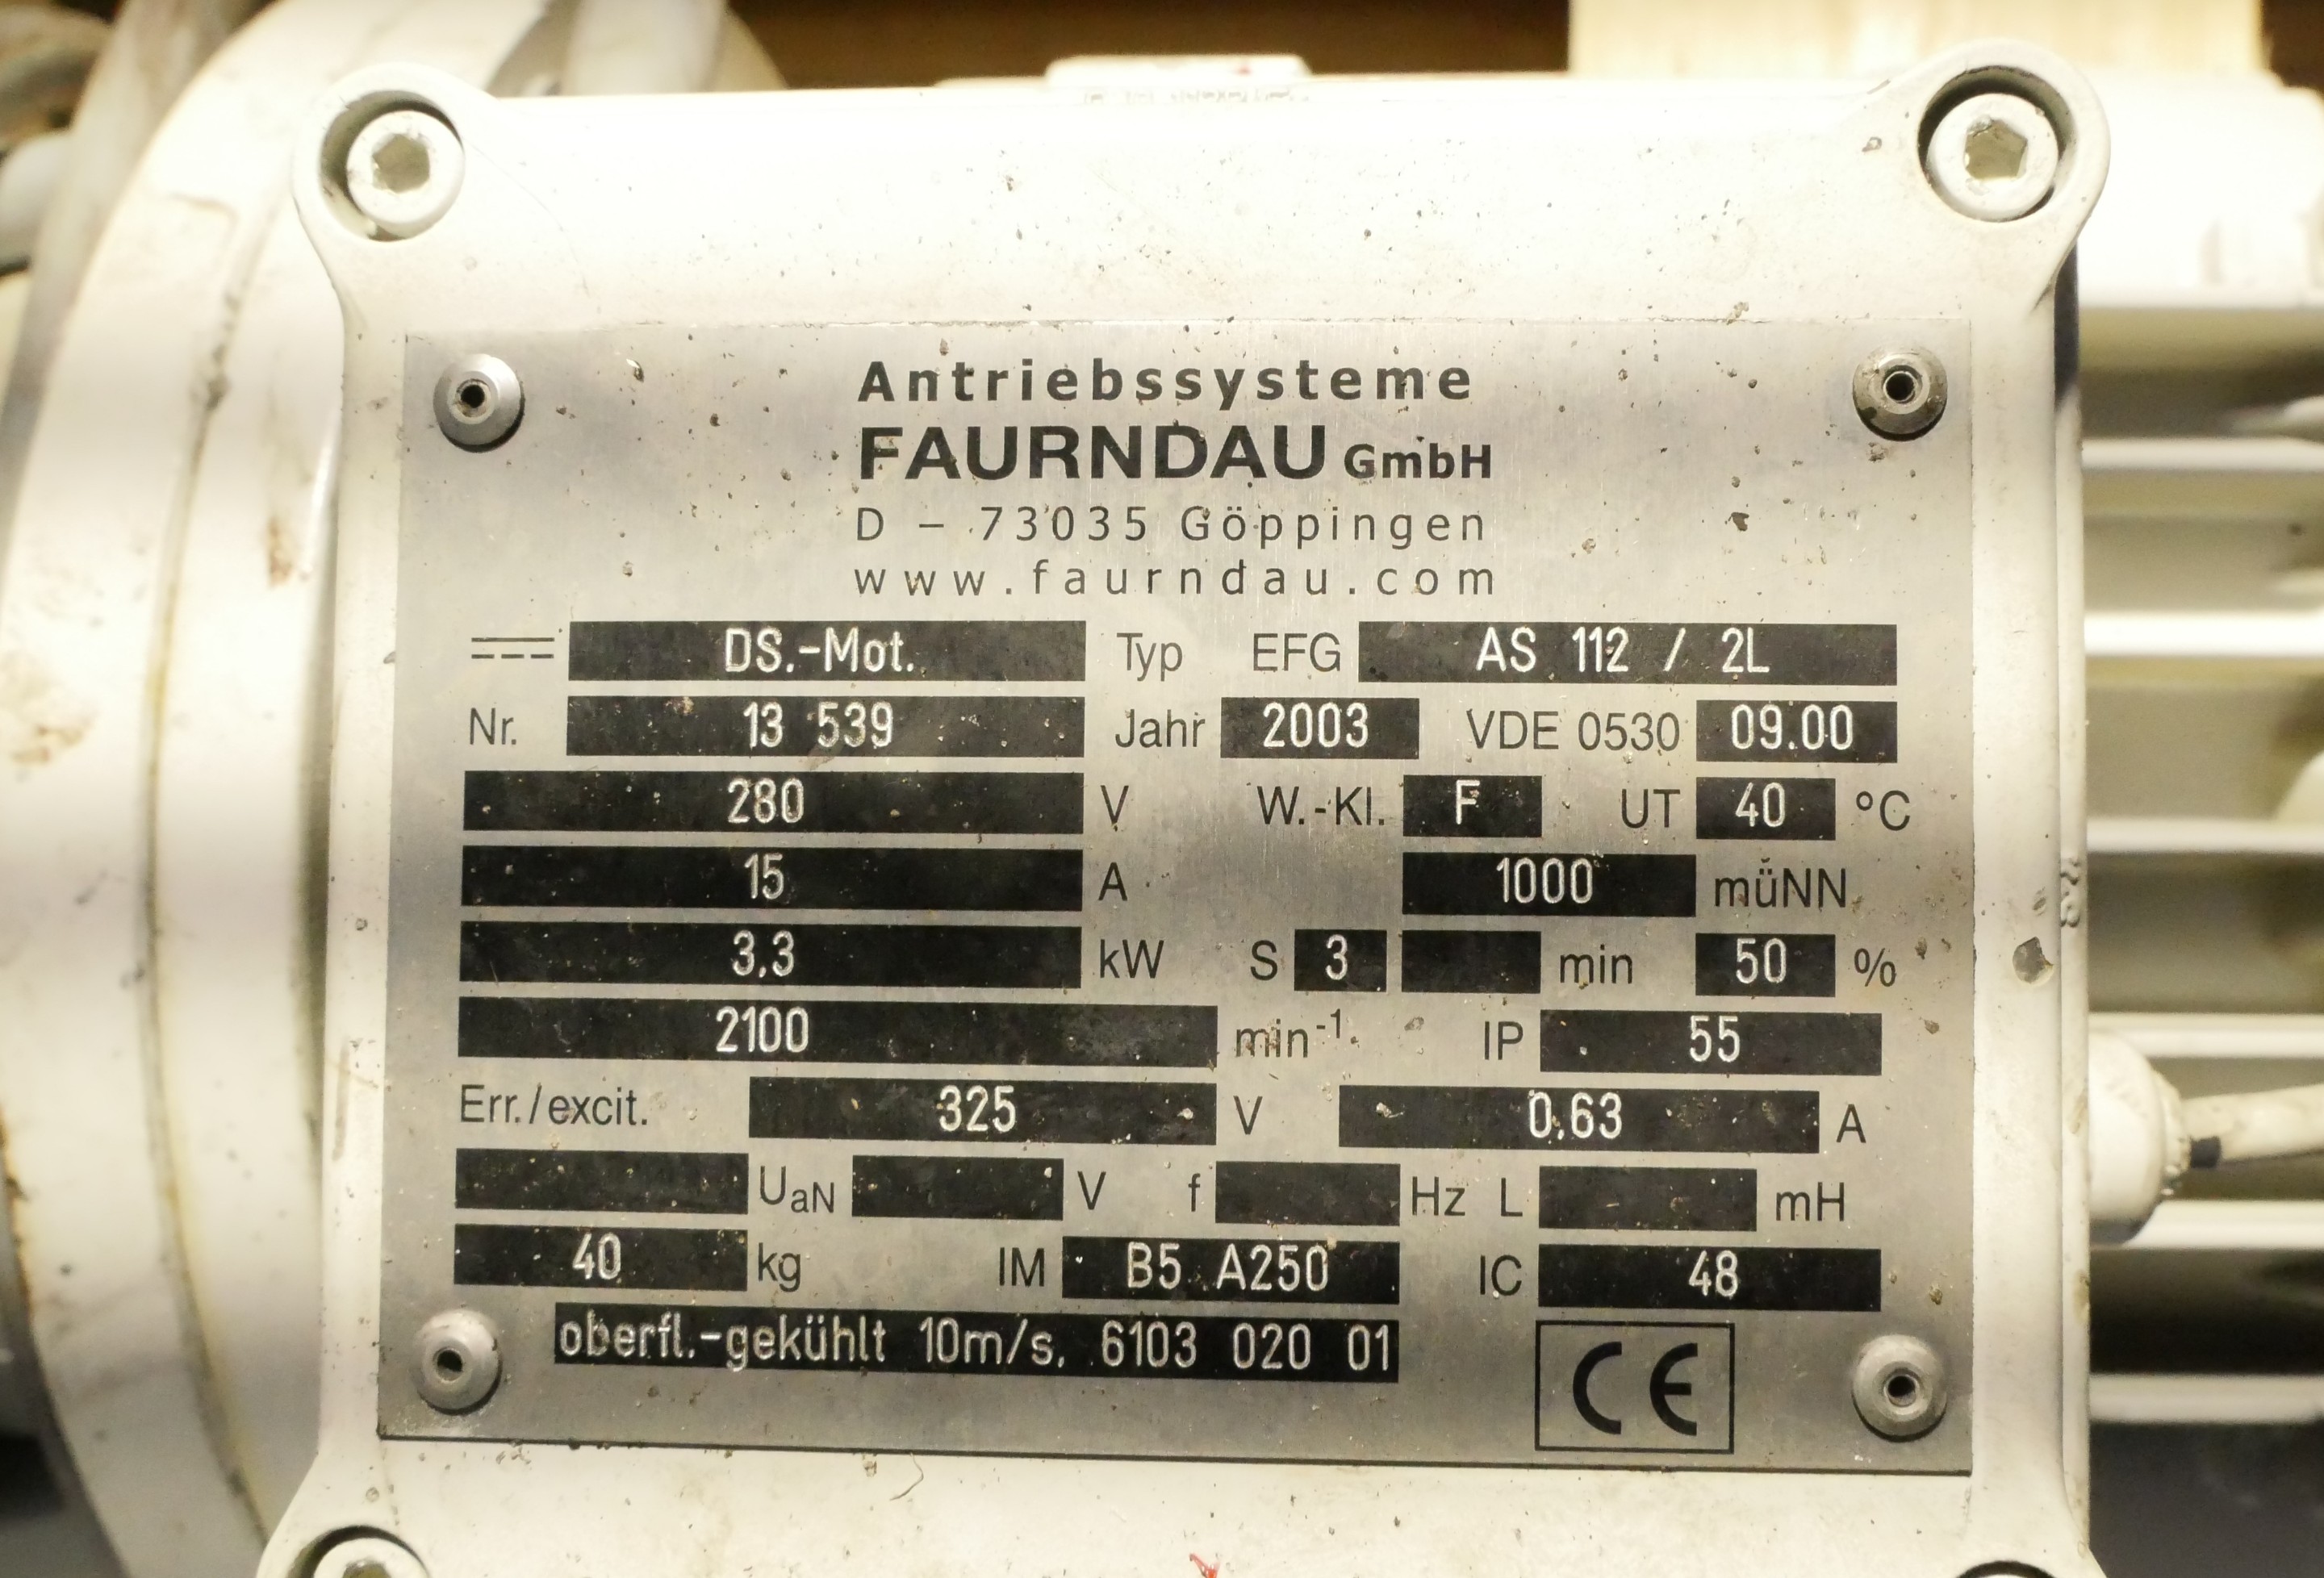 Antriebssysteme
FAURNDAU GmbH
D – 73035 Göppingen
www.faurndau.com
DS.-Mot. Typ EFG AS 112 / 2L
Nr. 13 539 Jahr 2003 VDE 0530 09.00
280 V W.-Kl. F UT 40 °C
15 A 1000 müNN
3,3 kW S 3 min 50 %
2100 min-1 IP 55
Err./excit. 325 V 0,63 A
UaN V f Hz L mH
40 kg IM B5 A250 IC 48
oberfl.-gekühlt 10m/s, 6103 020 01
CE